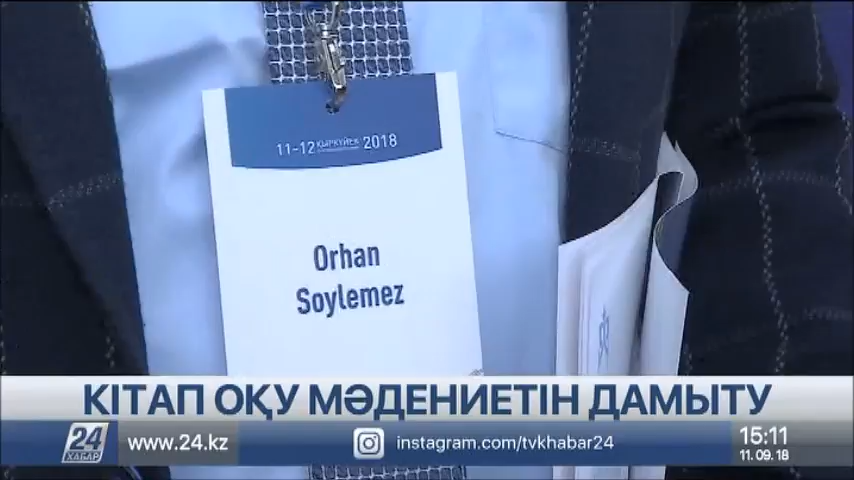 11-12 ҚЫРКҮЙЕК 2018
Orhan
Soylemez
КІТАП ОҚУ МӘДЕНИЕТІН ДАМЫТУ
24
ХАБАР
www.24.kz
instagram.com/tvkhabar24
15:11
11.09.18